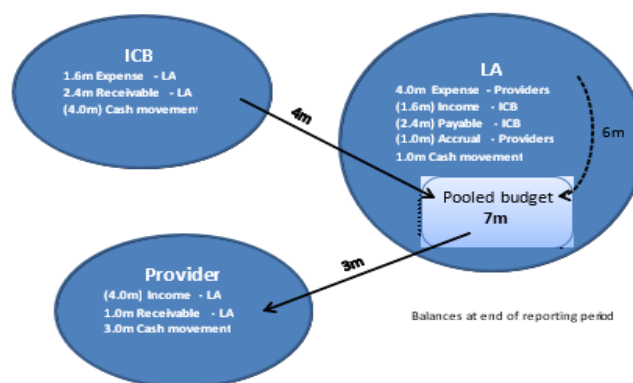 ICB
1.6m Expense - LA
2.4m Receivable - LA
(4.0m) Cash movement
LA
4.0m Expense - Providers
(1.6m) Income - ICB
(2.4m) Payable - ICB
(1.0m) Accrual - Providers
1.0m Cash movement
4m
6m
Pooled budget
7m
3m
Provider
(4.0m) Income - LA
1.0m Receivable - LA
3.0m Cash movement
Balances at end of reporting period